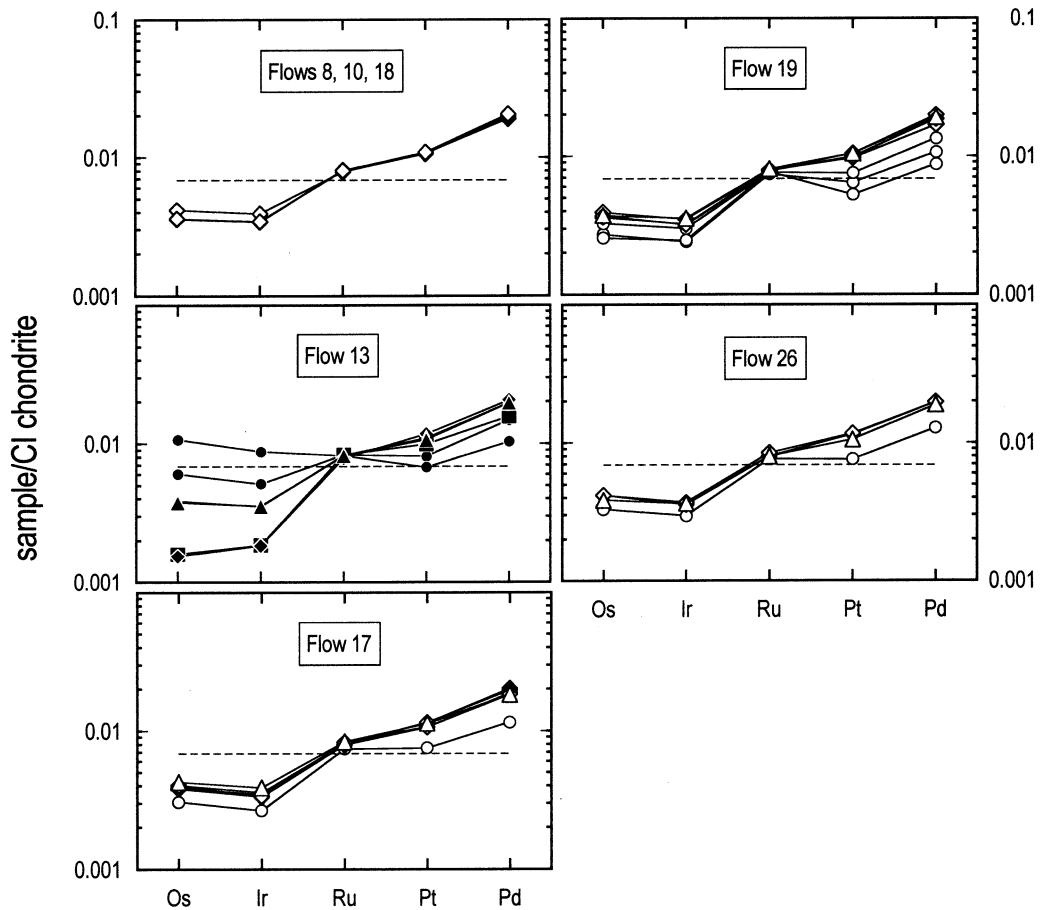 0.1
Flows 8, 10, 18
0.01
0.001
Flow 19
0.1
0.01
0.001
sample/CI chondrite
Flow 13
0.01
0.001
Flow 26
0.01
0.001
Os Ir Ru Pt Pd
Flow 17
0.01
0.001
Os Ir Ru Pt Pd